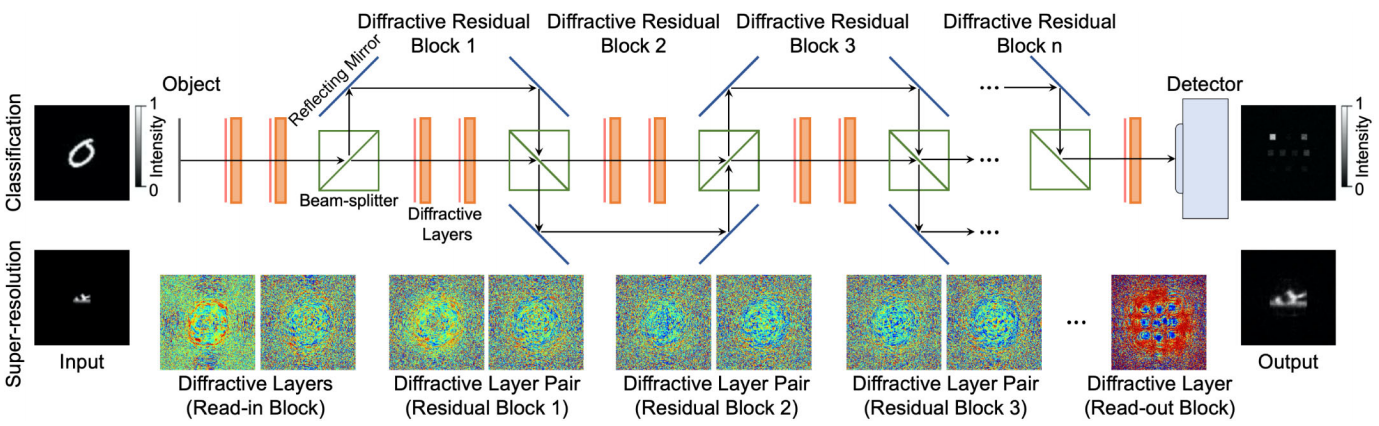 Diffractive Residual
Block 1
Diffractive Residual
Block 2
Diffractive Residual
Block 3
Diffractive Residual
Block n
Classification
Object
Reflecting Mirror
Detector
1
Intensity
0
Beam-splitter
Diffractive
Layers
...
...
...
1
Intensity
0
Super-resolution
Input
Diffractive Layers
(Read-in Block)
Diffractive Layer Pair
(Residual Block 1)
Diffractive Layer Pair
(Residual Block 2)
Diffractive Layer Pair
(Residual Block 3)
...
Diffractive Layer
(Read-out Block)
Output